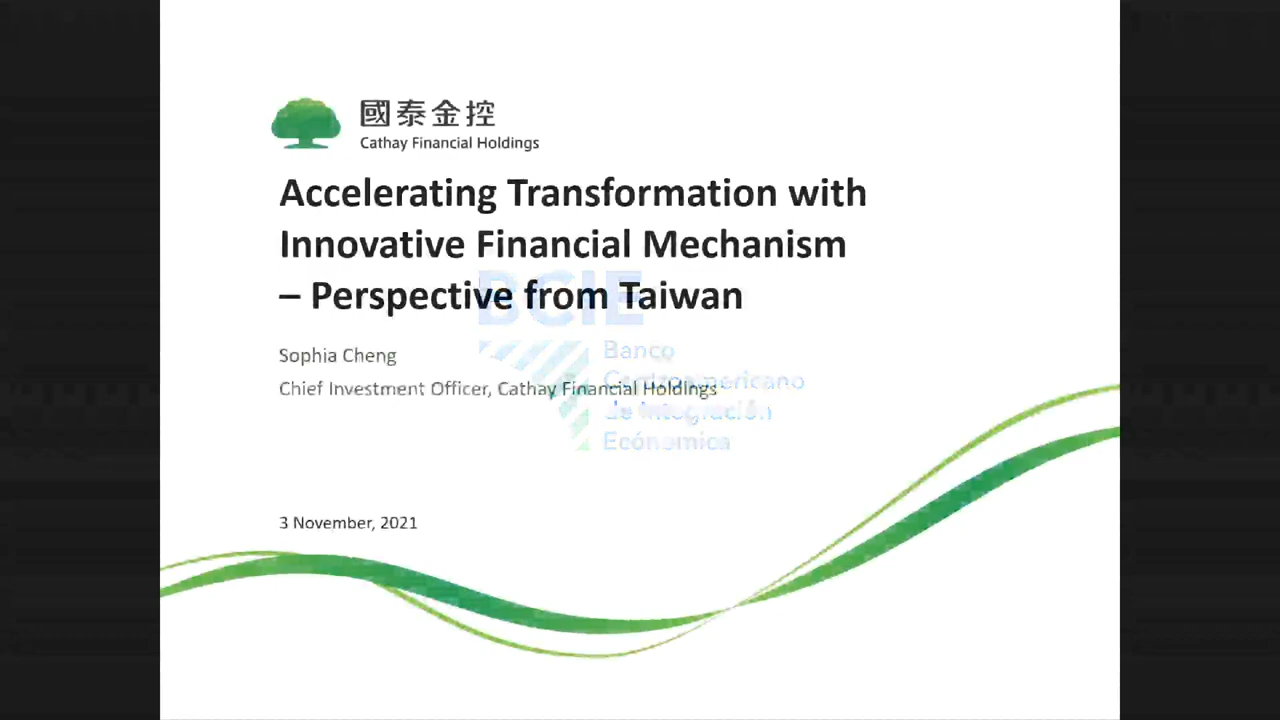 國泰金控
Cathay Financial Holdings
Accelerating Transformation with
Innovative Financial Mechanism
– Perspective from Taiwan
BCIE
Sophia Cheng
Banco
Chief Investment Officer, Cathay Financial Holdings
Centroamericano
de Integración
Económica
3 November, 2021